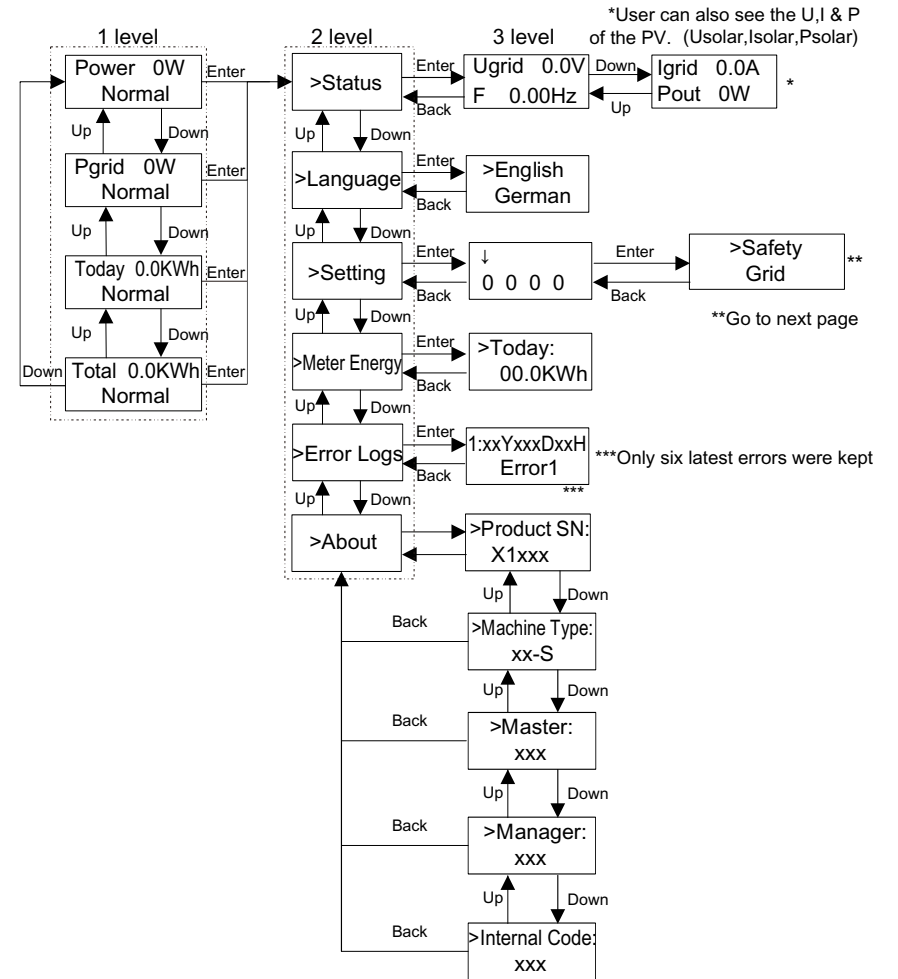 *User can also see the U,I & P
of the PV. (Usolar,Isolar,Psolar)
1 level
2 level
3 level
Power 0W
Normal
Enter
Up
Down
Pgrid 0W
Normal
Enter
Up
Down
Today 0.0KWh
Normal
Enter
Up
Down
Down
Total 0.0KWh
Normal
Enter
>Status
Enter
Back
Ugrid 0.0V
F 0.00Hz
Down
Up
Igrid 0.0A
Pout 0W
*
Up
Down
>Language
Enter
Back
>English
German
Up
Down
>Setting
Enter
Back
↓
0 0 0 0
Enter
Back
>Safety
Grid
**
**Go to next page
Up
Down
>Meter Energy
Enter
Back
>Today:
00.0KWh
Up
Down
>Error Logs
Enter
Back
1:xxYxxxDxxH
Error1
***Only six latest errors were kept
***
Up
Down
>About
>Product SN:
X1xxx
Up
Down
Back
>Machine Type:
xx-S
Up
Down
Back
>Master:
xxx
Up
Down
Back
>Manager:
xxx
Up
Down
Back
>Internal Code:
xxx